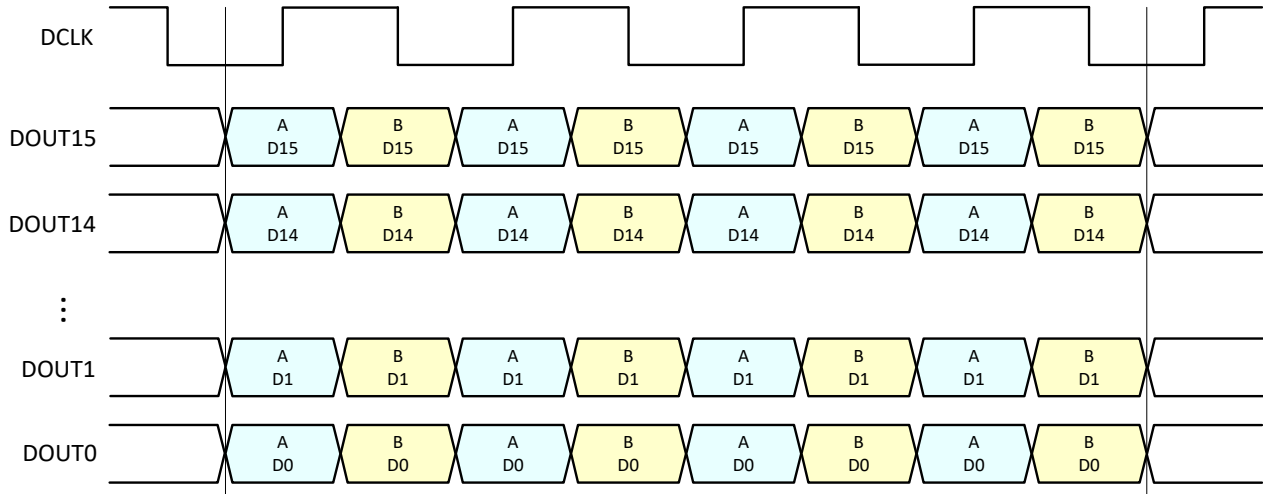 DCLK
DOUT15
A B A B A B A B
D15 D15 D15 D15 D15 D15 D15 D15
DOUT14
A B A B A B A B
D14 D14 D14 D14 D14 D14 D14 D14
⋮
DOUT1
A B A B A B A B
D1 D1 D1 D1 D1 D1 D1 D1
DOUT0
A B A B A B A B
D0 D0 D0 D0 D0 D0 D0 D0